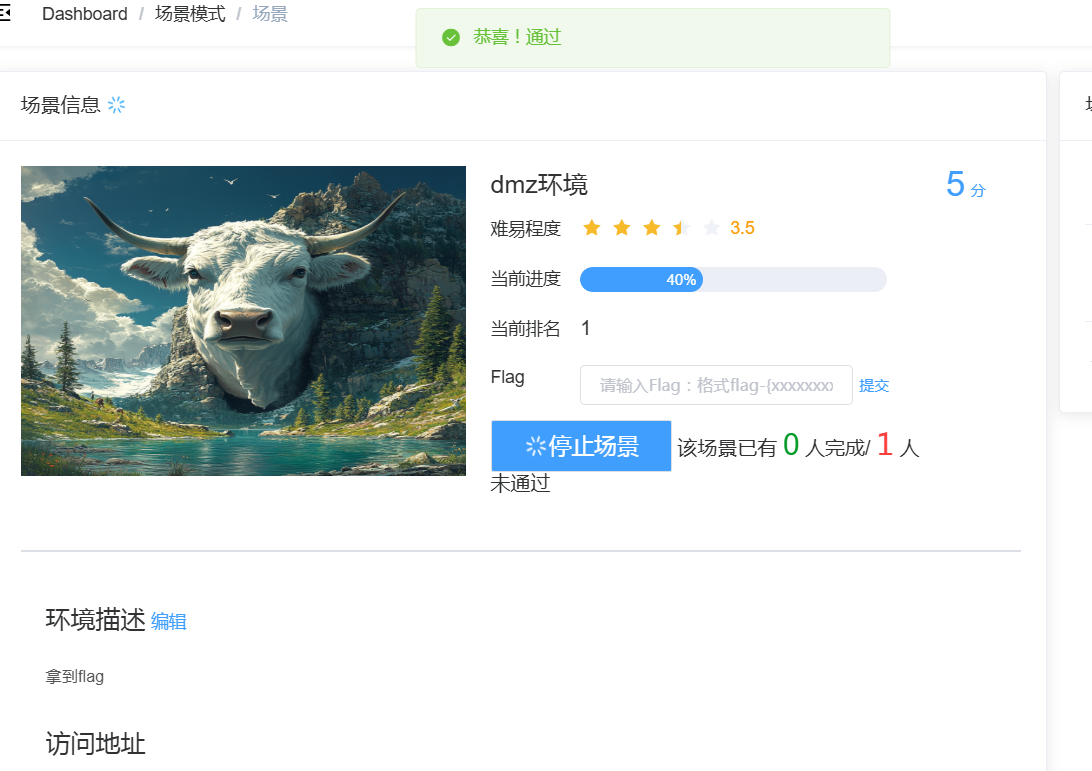 Dashboard / 场景模式 / 场景
恭喜！通过
场景信息
dmz环境
5 分
难易程度 3.5
当前进度 40%
当前排名 1
Flag 请输入Flag：格式flag-{xxxxxxxx 提交
停止场景 该场景已有 0 人完成/ 1 人
未通过
环境描述 编辑
拿到flag
访问地址